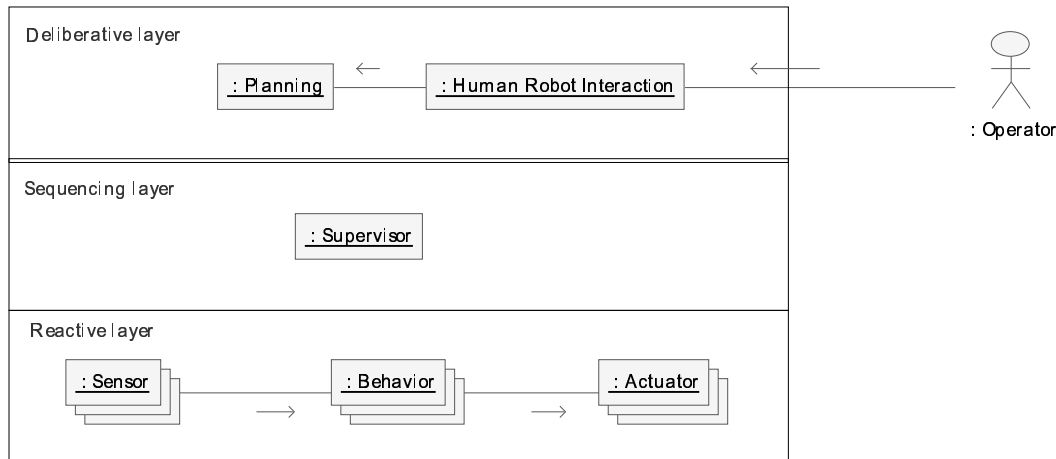 Deliberative layer
: Planning
: Human Robot Interaction
: Operator
Sequencing layer
: Supervisor
Reactive layer
: Sensor
: Behavior
: Actuator